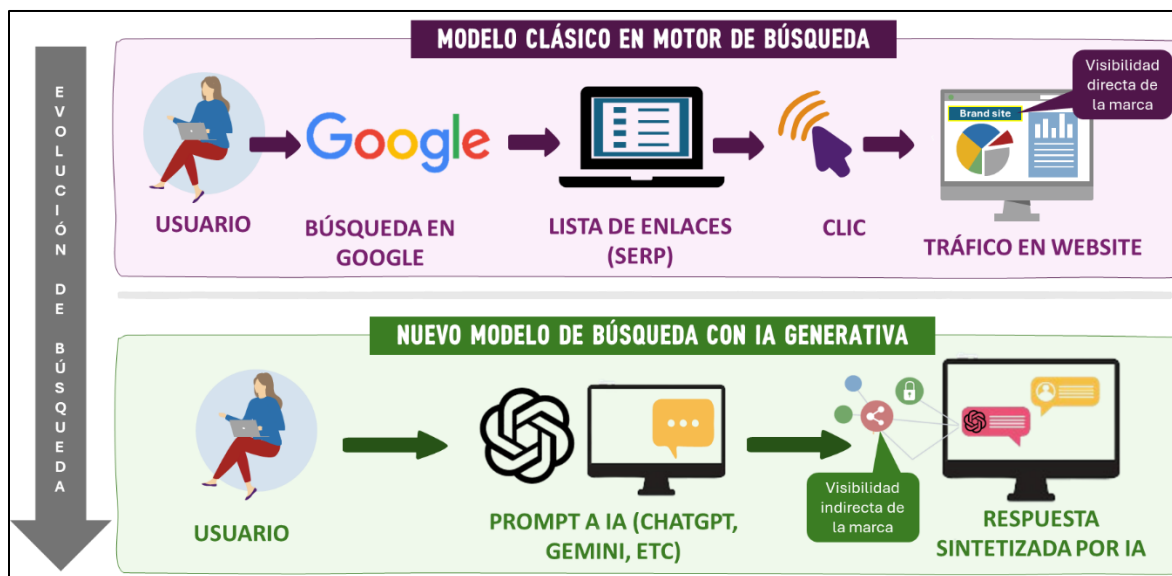 EVOLUCIÓN DE BÚSQUEDA
MODELO CLÁSICO EN MOTOR DE BÚSQUEDA
Visibilidad
directa de
la marca
Brand site
Google
USUARIO
BÚSQUEDA EN
GOOGLE
LISTA DE ENLACES
(SERP)
CLIC
TRÁFICO EN WEBSITE
NUEVO MODELO DE BÚSQUEDA CON IA GENERATIVA
Visibilidad
indirecta de
la marca
USUARIO
PROMPT A IA (CHATGPT,
GEMINI, ETC)
RESPUESTA
SINTETIZADA POR IA